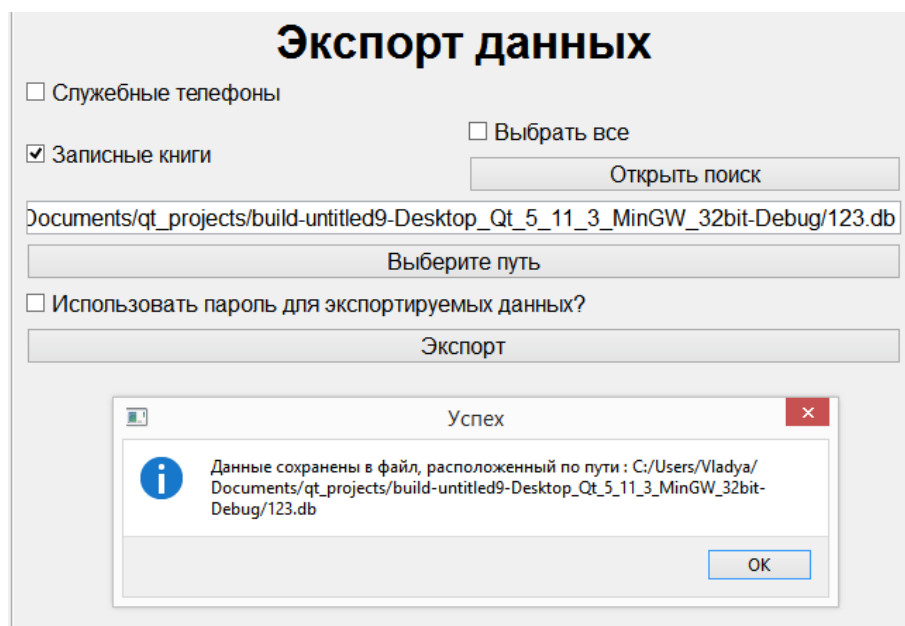 Экспорт данных
Служебные телефоны
Выбрать все
Записные книги
Открыть поиск
Documents/qt_projects/build-untitled9-Desktop_Qt_5_11_3_MinGW_32bit-Debug/123.db
Выберите путь
Использовать пароль для экспортируемых данных?
Экспорт
Успех
Данные сохранены в файл, расположенный по пути : C:/Users/Vladya/
Documents/qt_projects/build-untitled9-Desktop_Qt_5_11_3_MinGW_32bit-
Debug/123.db
OK